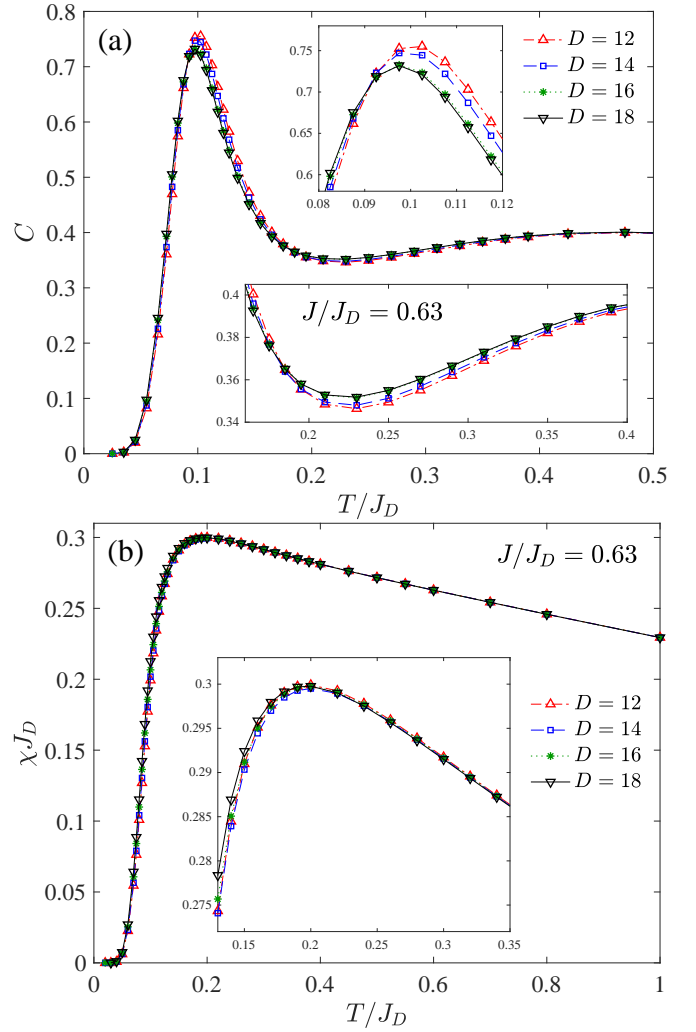 (a)
C
0.8
0.7
0.6
0.5
0.4
0.3
0.2
0.1
0
0 0.1 0.2 0.3 0.4 0.5
T/J_D
D = 12
D = 14
D = 16
D = 18
0.75
0.7
0.65
0.6
0.08 0.09 0.1 0.11 0.12
J/J_D = 0.63
0.4
0.38
0.36
0.34
0.2 0.25 0.3 0.35 0.4
(b)
J/J_D = 0.63
χJ_D
0.3
0.25
0.2
0.15
0.1
0.05
0
0 0.2 0.4 0.6 0.8 1
T/J_D
D = 12
D = 14
D = 16
D = 18
0.3
0.295
0.29
0.285
0.28
0.275
0.15 0.2 0.25 0.3 0.35